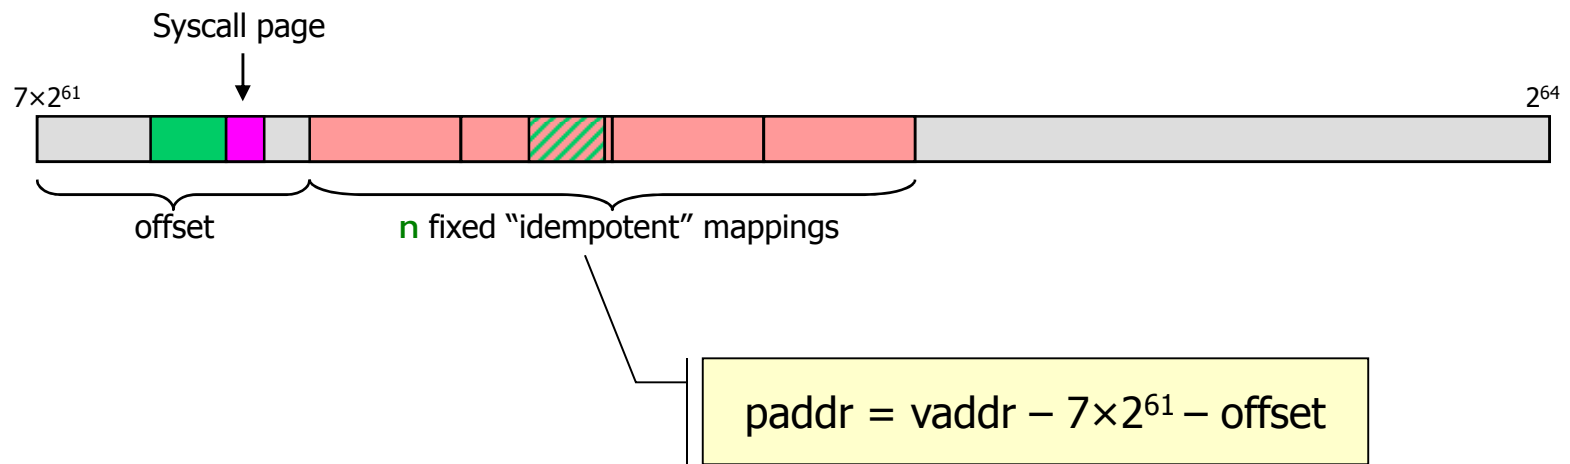 Syscall page
7×2⁶¹
2⁶⁴
offset
n fixed “idempotent” mappings
paddr = vaddr – 7×2⁶¹ – offset